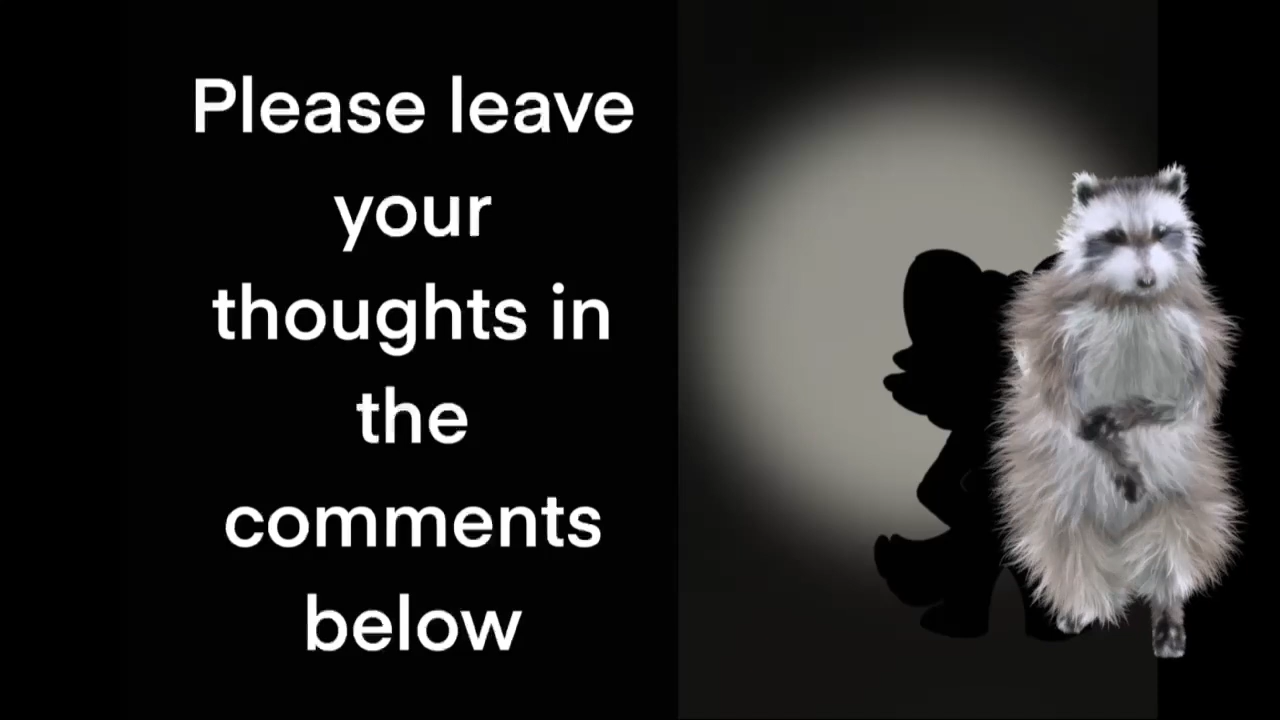 Please leave
your
thoughts in
the
comments
below